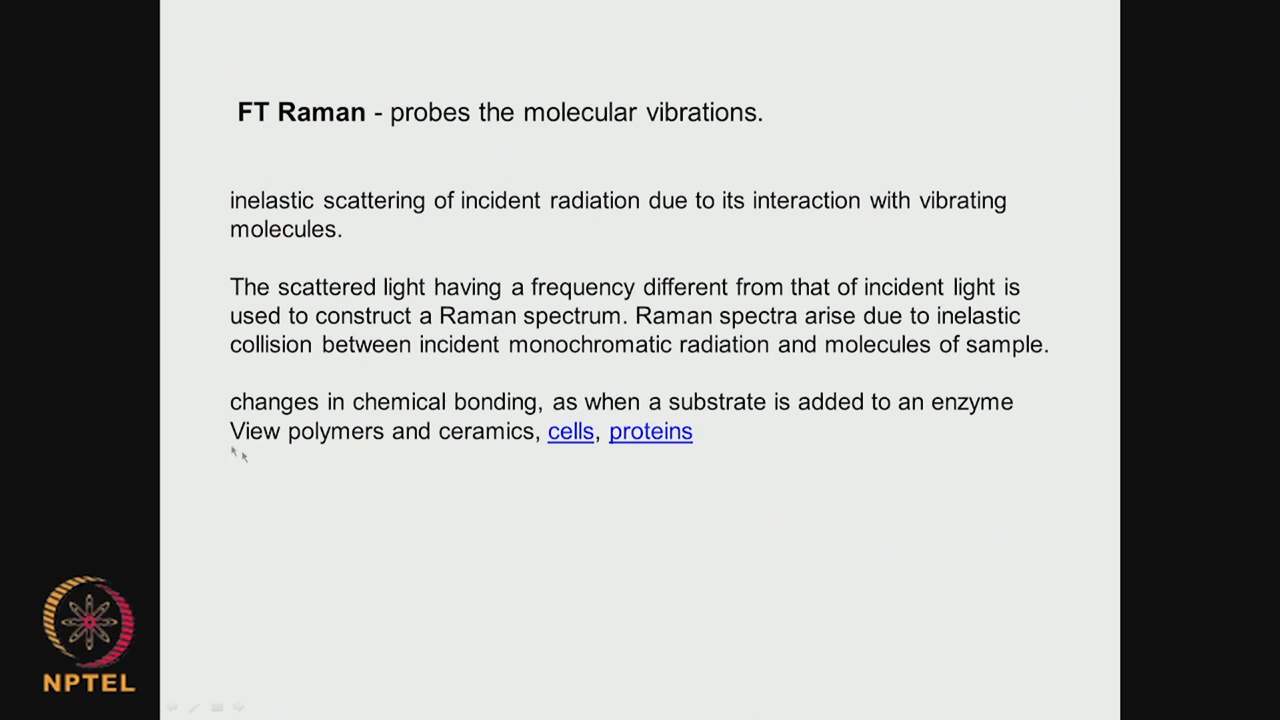 FT Raman - probes the molecular vibrations.
inelastic scattering of incident radiation due to its interaction with vibrating
molecules.
The scattered light having a frequency different from that of incident light is
used to construct a Raman spectrum. Raman spectra arise due to inelastic
collision between incident monochromatic radiation and molecules of sample.
changes in chemical bonding, as when a substrate is added to an enzyme
View polymers and ceramics, cells, proteins
NPTEL